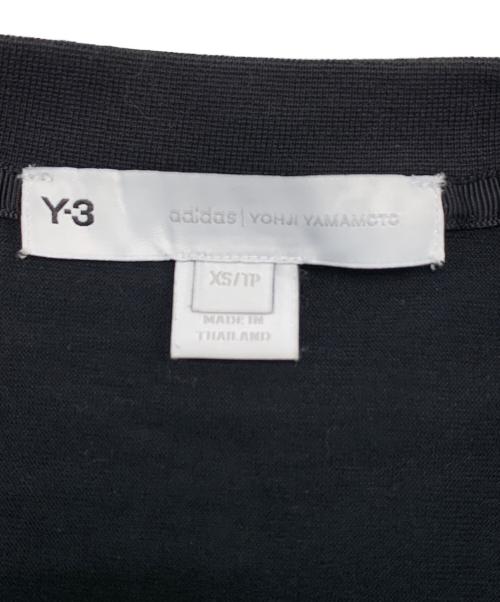 Y-3 adidas | YOHJI YAMAMOTO
XS/TP
MADE IN
THAILAND